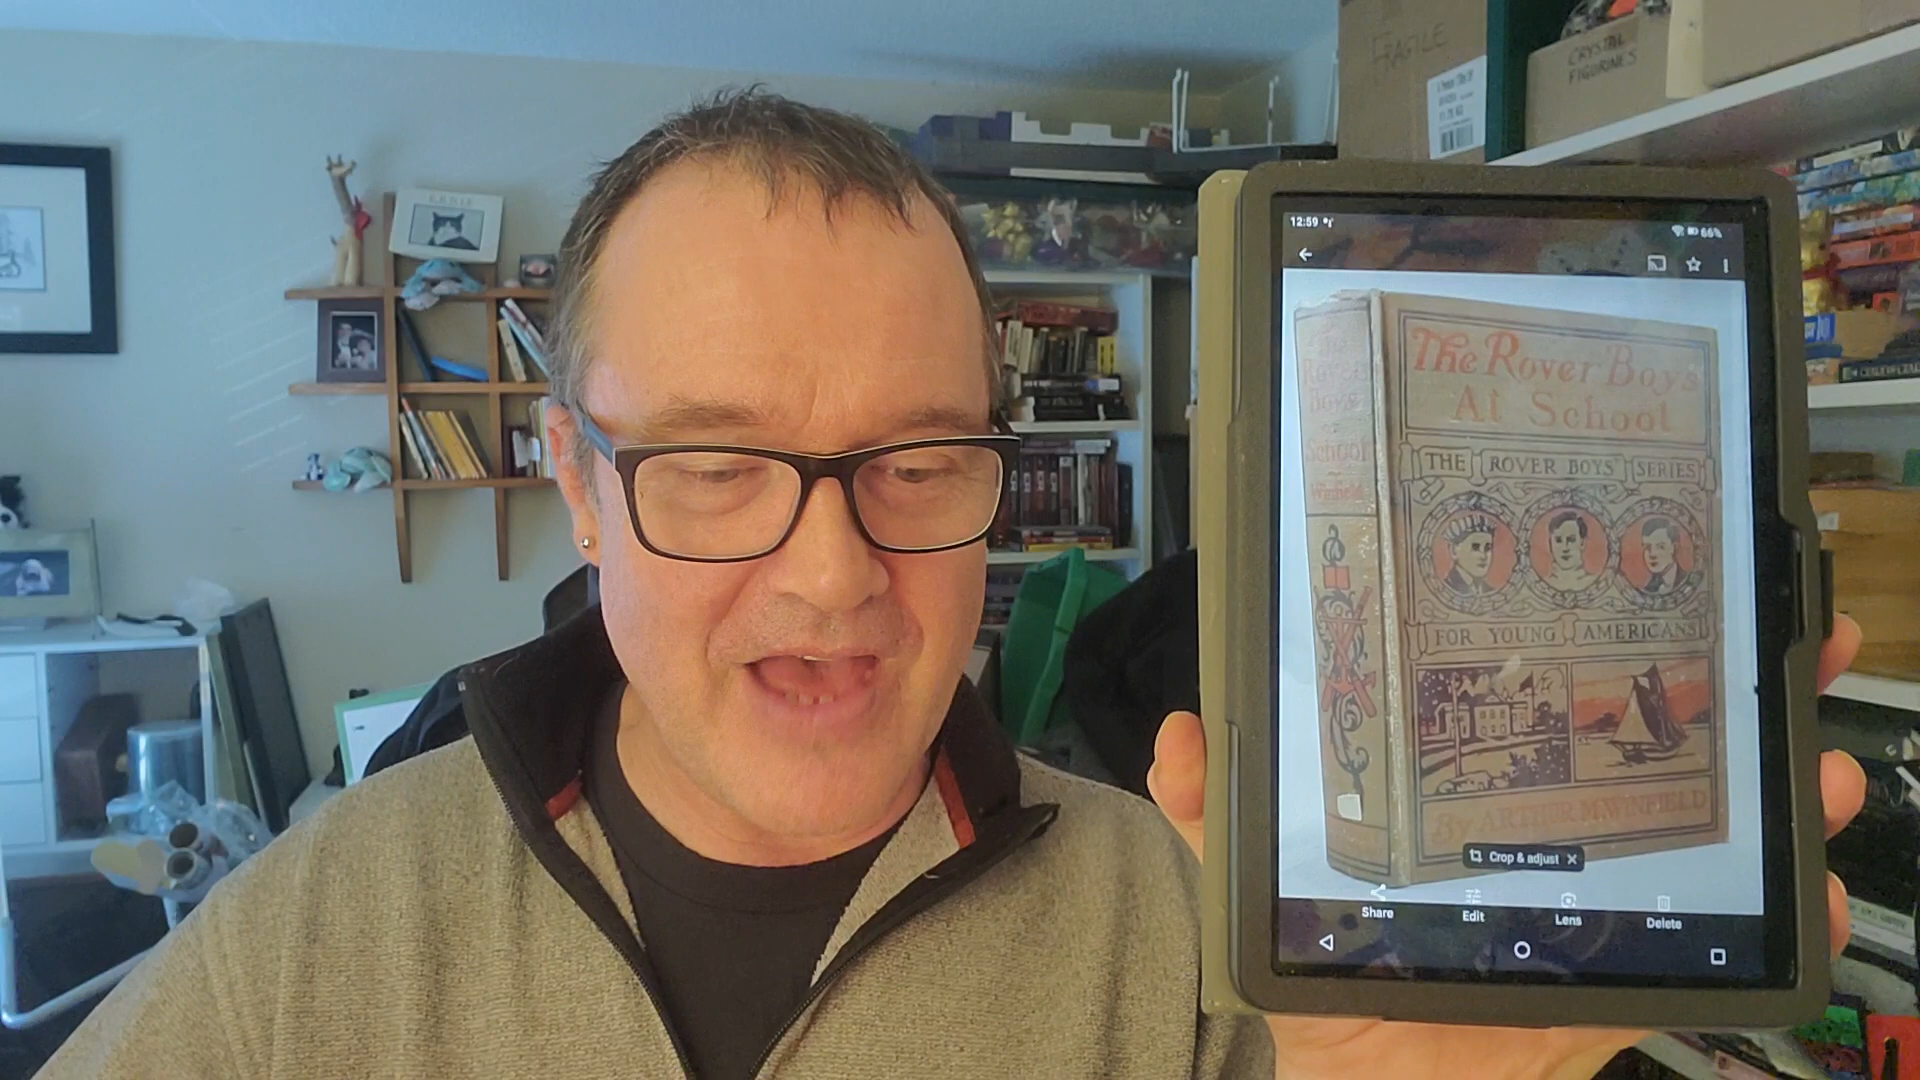 FRAGILE
CRYSTAL
FIGURINES
12:59
66%
The Rover Boys
At School
THE ROVER BOYS SERIES
FOR YOUNG AMERICANS
By ARTHUR M. WINFIELD
The
Rover
Boys
at
School
Winfield
Crop & adjust
Share
Edit
Lens
Delete